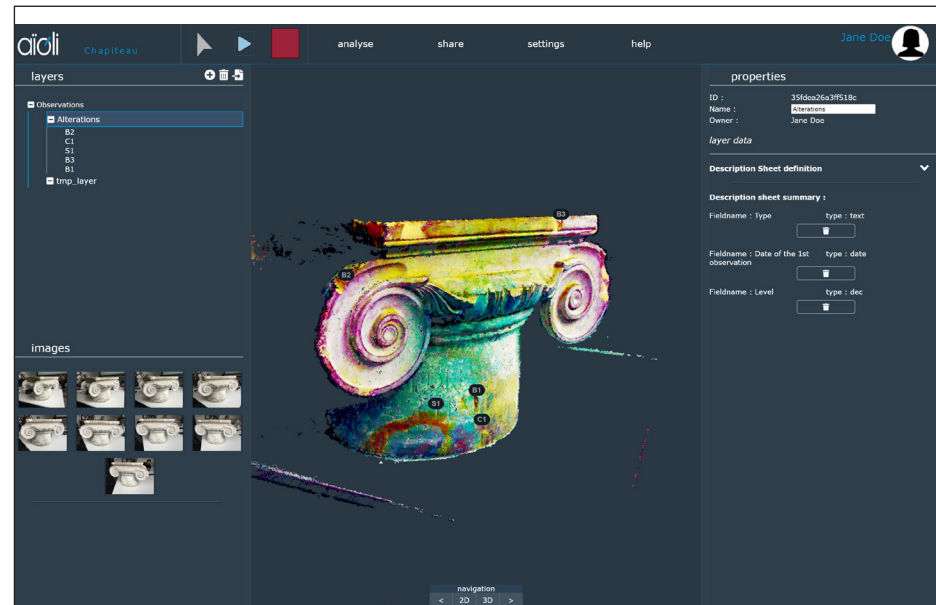 aïoli
Chapiteau
analyse share settings help
Jane Doe
layers
Observations
Alterations
B2
C1
S1
B3
B1
tmp_layer
images
B3
B2
B1
S1
C1
navigation
< 2D 3D >
properties
ID : 35fdea26a3ff518c
Name : Alterations
Owner : Jane Doe
layer data
Description Sheet definition
Description sheet summary :
Fieldname : Type type : text
Fieldname : Date of the 1st type : date
observation
Fieldname : Level type : dec